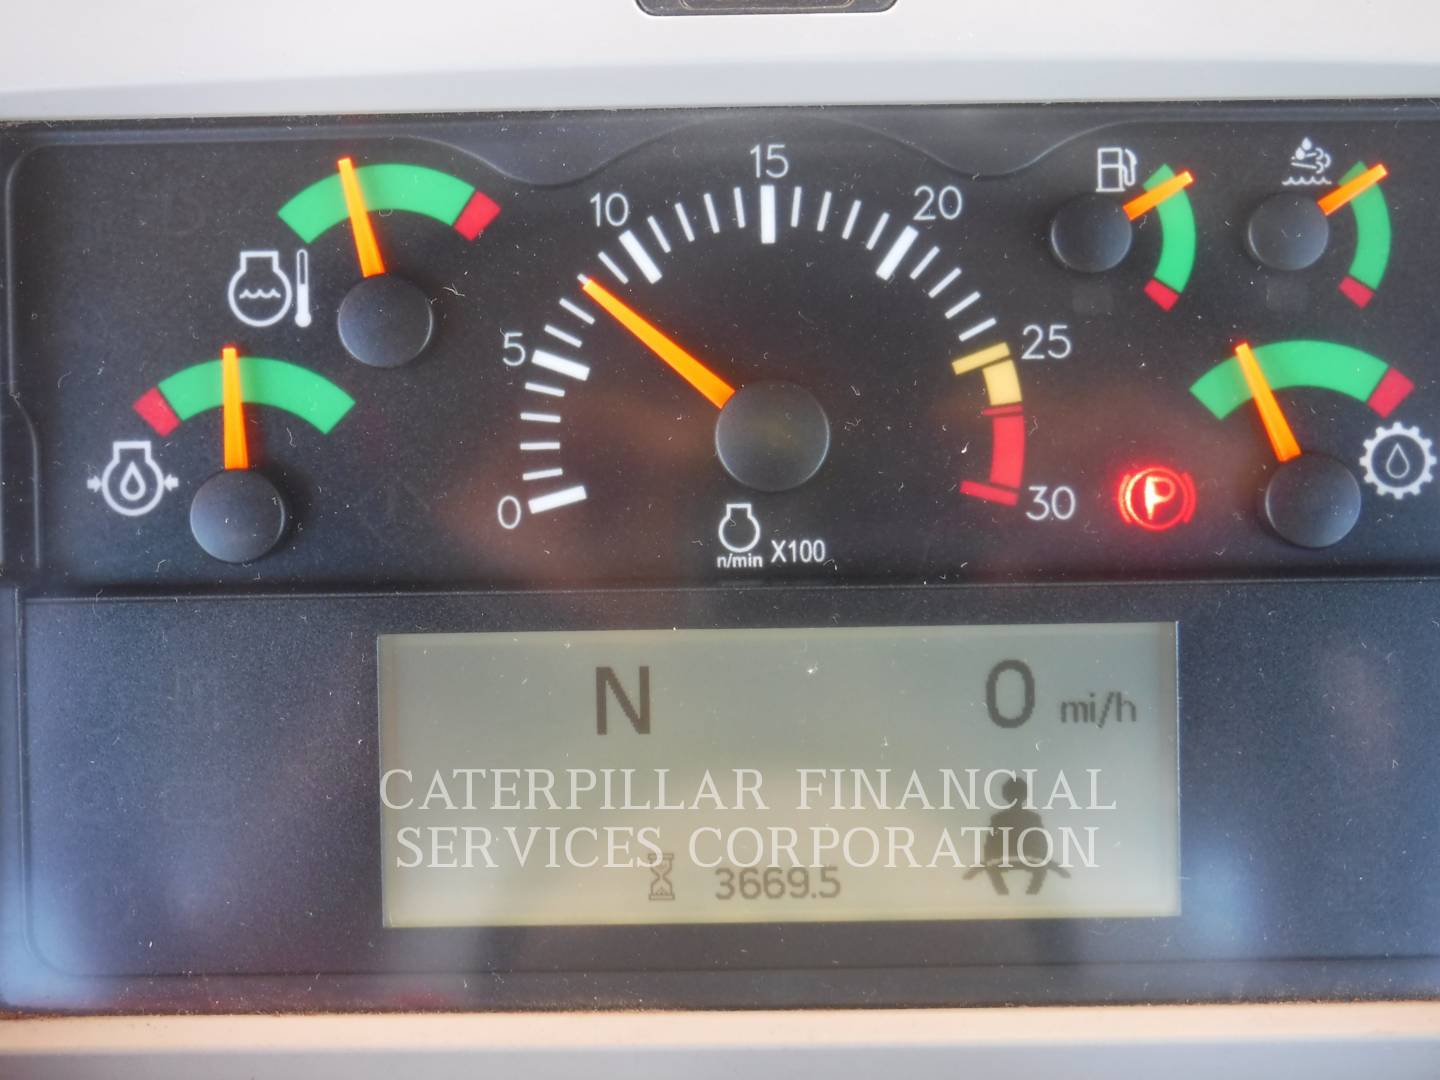 15
10
20
5
25
0
30
P
n/min X100
N 0 mi/h
CATERPILLAR FINANCIAL
SERVICES CORPORATION
3669.5